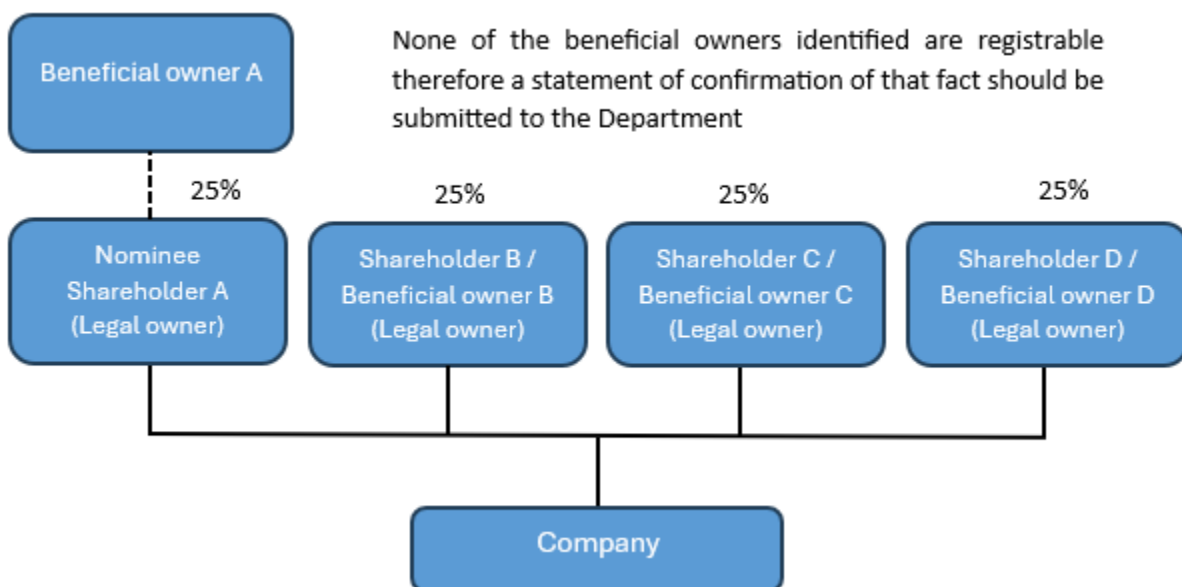 Beneficial owner A
None of the beneficial owners identified are registrable
therefore a statement of confirmation of that fact should be
submitted to the Department
25%
25%
25%
25%
Nominee
Shareholder A
(Legal owner)
Shareholder B /
Beneficial owner B
(Legal owner)
Shareholder C /
Beneficial owner C
(Legal owner)
Shareholder D /
Beneficial owner D
(Legal owner)
Company